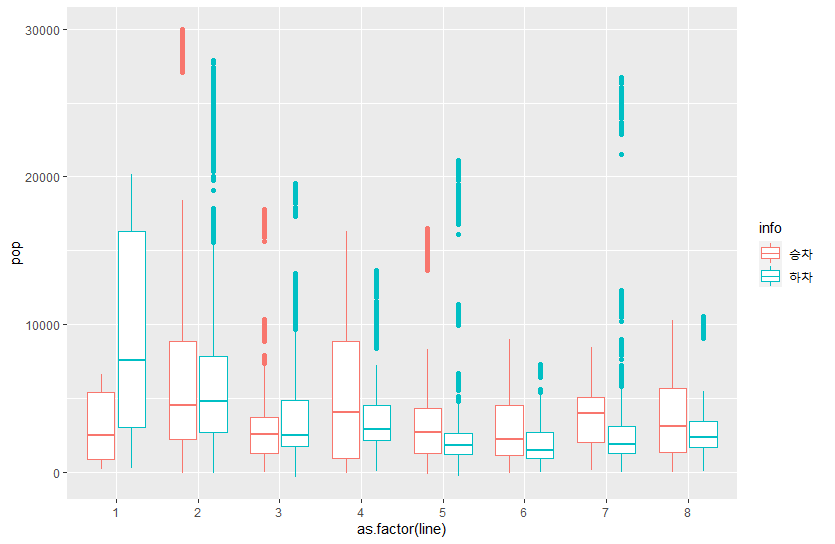 30000
20000
10000
0
pop
1 2 3 4 5 6 7 8
as.factor(line)
info
승차
하차